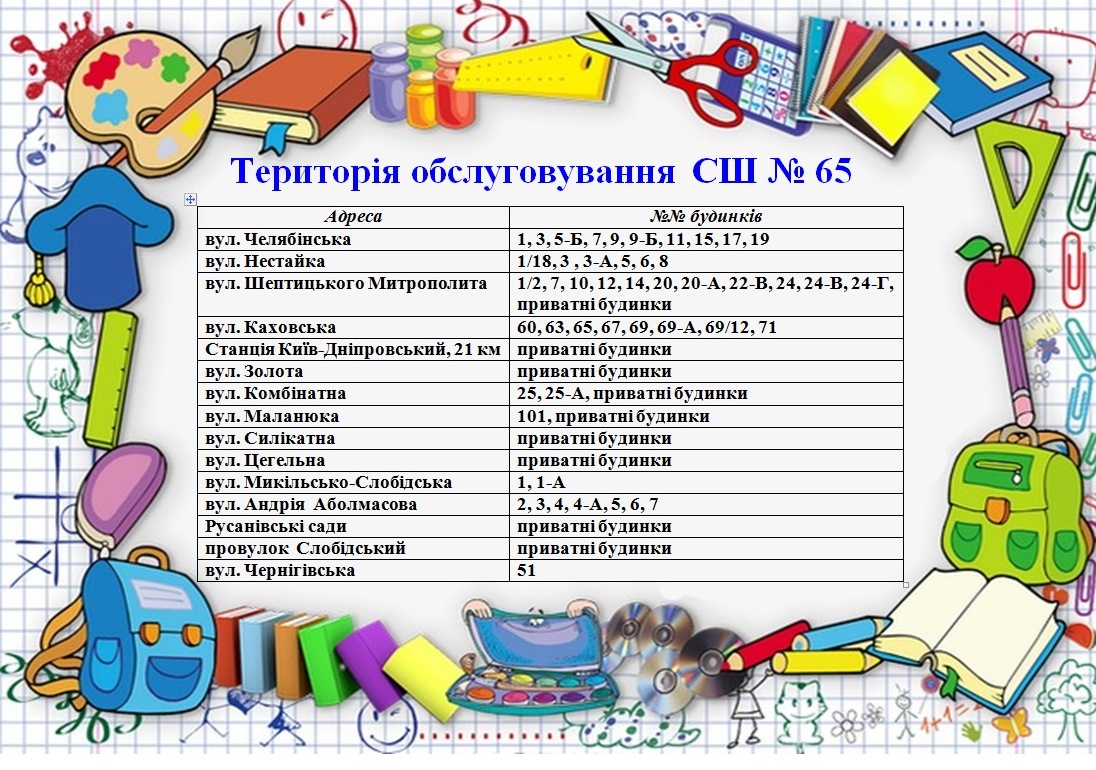 Територія обслуговування СШ № 65
Адреса №№ будинків
вул. Челябінська 1, 3, 5-Б, 7, 9, 9-Б, 11, 15, 17, 19
вул. Нестайка 1/18, 3 , 3-А, 5, 6, 8
вул. Шептицького Митрополита 1/2, 7, 10, 12, 14, 20, 20-А, 22-В, 24, 24-В, 24-Г,
приватні будинки
вул. Каховська 60, 63, 65, 67, 69, 69-А, 69/12, 71
Станція Київ-Дніпровський, 21 км приватні будинки
вул. Золота приватні будинки
вул. Комбінатна 25, 25-А, приватні будинки
вул. Маланюка 101, приватні будинки
вул. Силікатна приватні будинки
вул. Цегельна приватні будинки
вул. Микільсько-Слобідська 1, 1-А
вул. Андрія Аболмасова 2, 3, 4, 4-А, 5, 6, 7
Русанівські сади приватні будинки
провулок Слобідський приватні будинки
вул. Чернігівська 51
1+1=